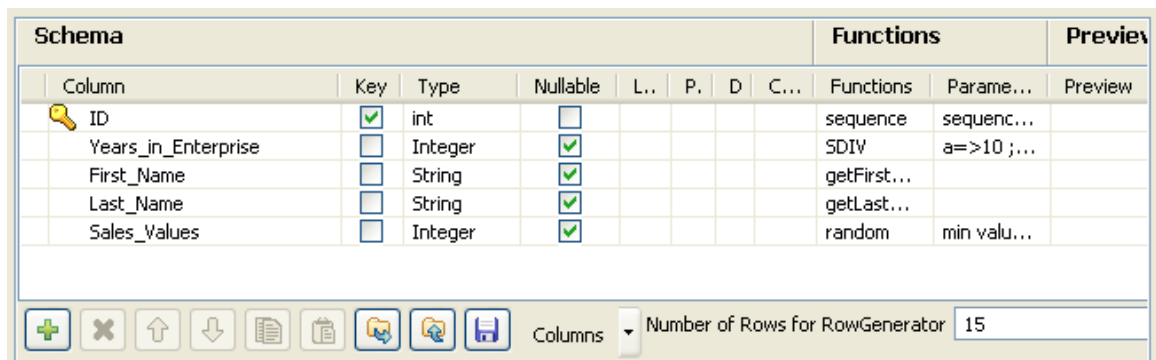 Schema Functions Preview
Column Key Type Nullable L.. P. D C... Functions Parame... Preview
ID int sequence sequenc...
Years_in_Enterprise Integer SDIV a=>10 ;...
First_Name String getFirst...
Last_Name String getLast...
Sales_Values Integer random min valu...
Columns Number of Rows for RowGenerator 15